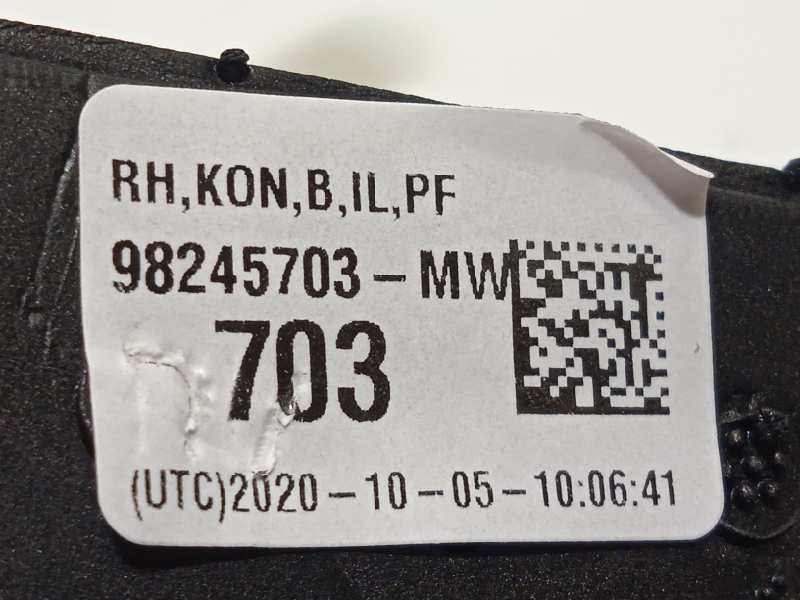 RH,KON,B,IL,PF
98245703-MW
703
(UTC)2020-10-05-10:06:41